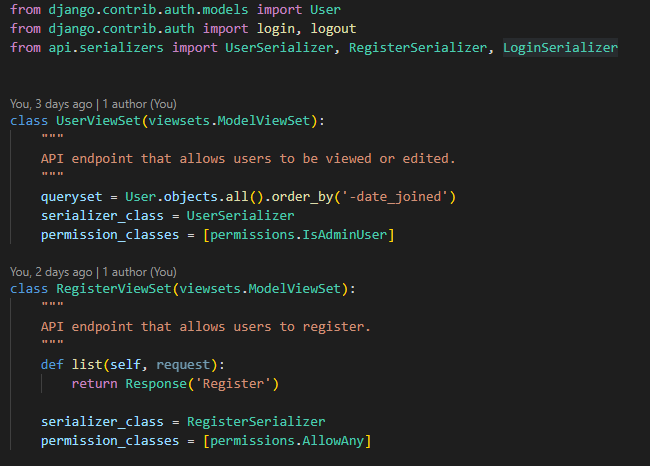 from django.contrib.auth.models import User
from django.contrib.auth import login, logout
from api.serializers import UserSerializer, RegisterSerializer, LoginSerializer
You, 3 days ago | 1 author (You)
class UserViewSet(viewsets.ModelViewSet):
    """
    API endpoint that allows users to be viewed or edited.
    """
    queryset = User.objects.all().order_by('-date_joined')
    serializer_class = UserSerializer
    permission_classes = [permissions.IsAdminUser]
You, 2 days ago | 1 author (You)
class RegisterViewSet(viewsets.ModelViewSet):
    """
    API endpoint that allows users to register.
    """
    def list(self, request):
        return Response('Register')
    serializer_class = RegisterSerializer
    permission_classes = [permissions.AllowAny]